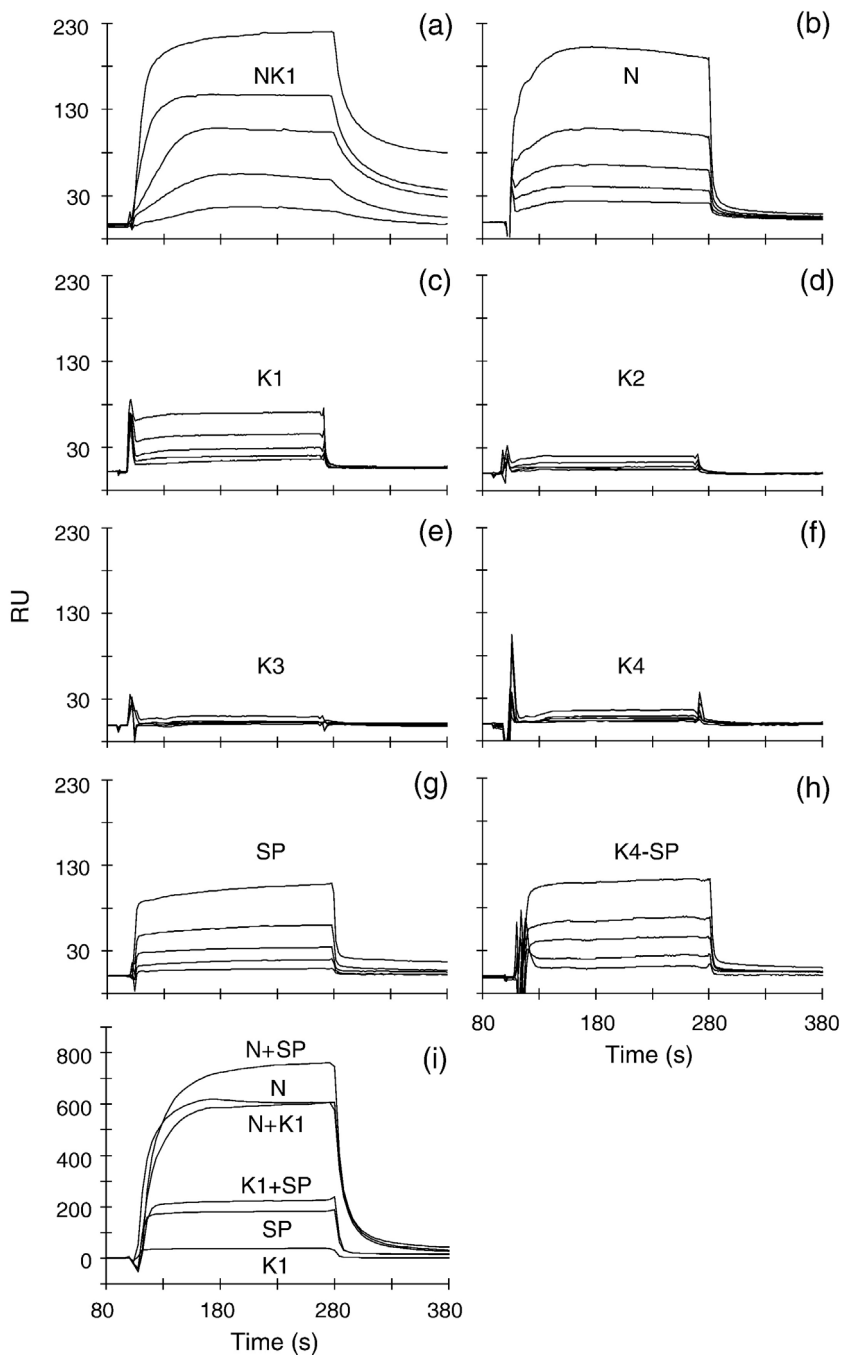 230
(a)
(b)
NK1
N
130
30
230
(c)
(d)
130
K1
K2
30
230
(e)
(f)
RU
130
K3
K4
30
230
(g)
(h)
SP
K4-SP
130
30
80 180 280 380
Time (s)
800
N+SP
(i)
N
600
N+K1
400
K1+SP
200
SP
0
K1
80 180 280 380
Time (s)